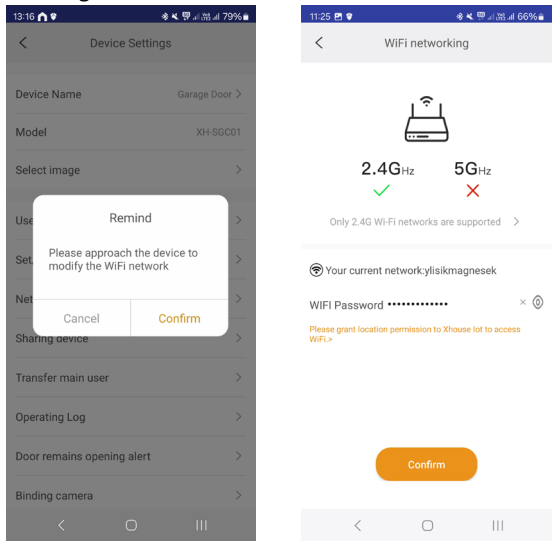 13:16 79%
Device Settings
Device Name Garage Door >
Model XH-SGC01
Select image >
Use
Remind
Please approach the device to
modify the WiFi network
Set
Net
Cancel Confirm
Sharing device >
Transfer main user >
Operating Log >
Door remains opening alert >
Binding camera >
11:25 66%
WiFi networking
2.4GHz 5GHz
Only 2.4G Wi-Fi networks are supported >
Your current network:ylisikmagnesek
WIFI Password •••••••••••••
Please grant location permission to Xhouse Iot to access
WiFi.>
Confirm